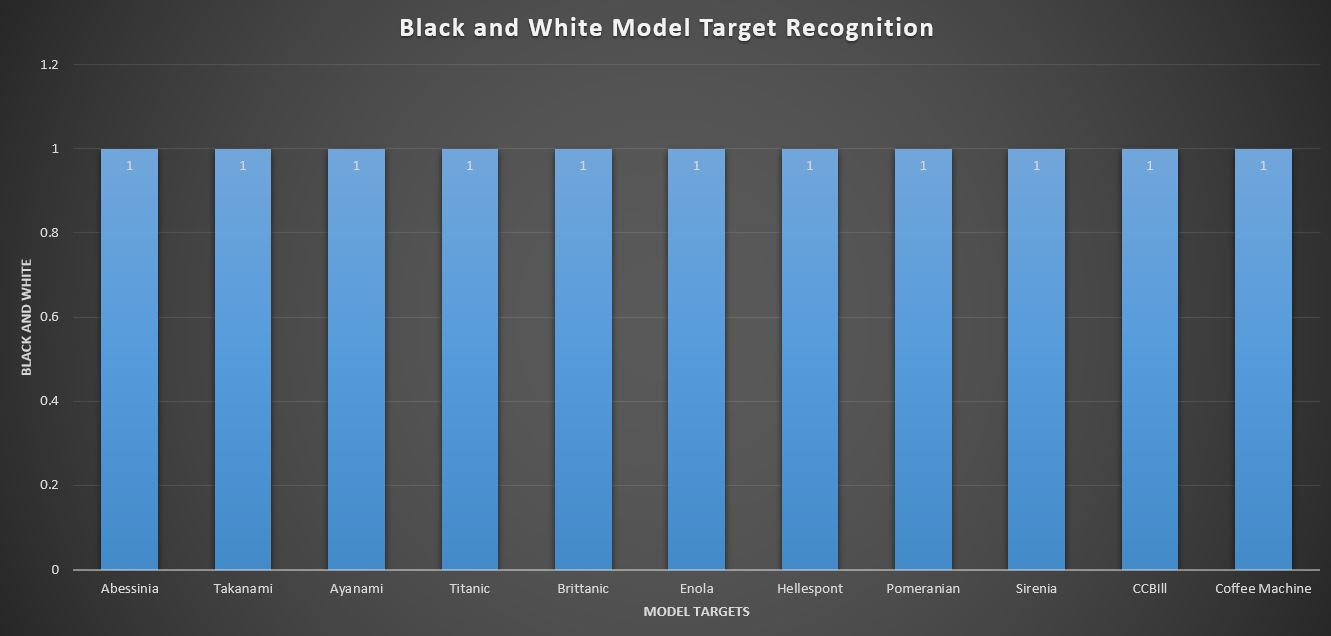 Black and White Model Target Recognition
1.2
1
0.8
0.6
0.4
0.2
0
BLACK AND WHITE
1 1 1 1 1 1 1 1 1 1 1
Abessinia Takanami Ayanami Titanic Brittanic Enola Hellespont Pomeranian Sirenia CCBIll Coffee Machine
MODEL TARGETS